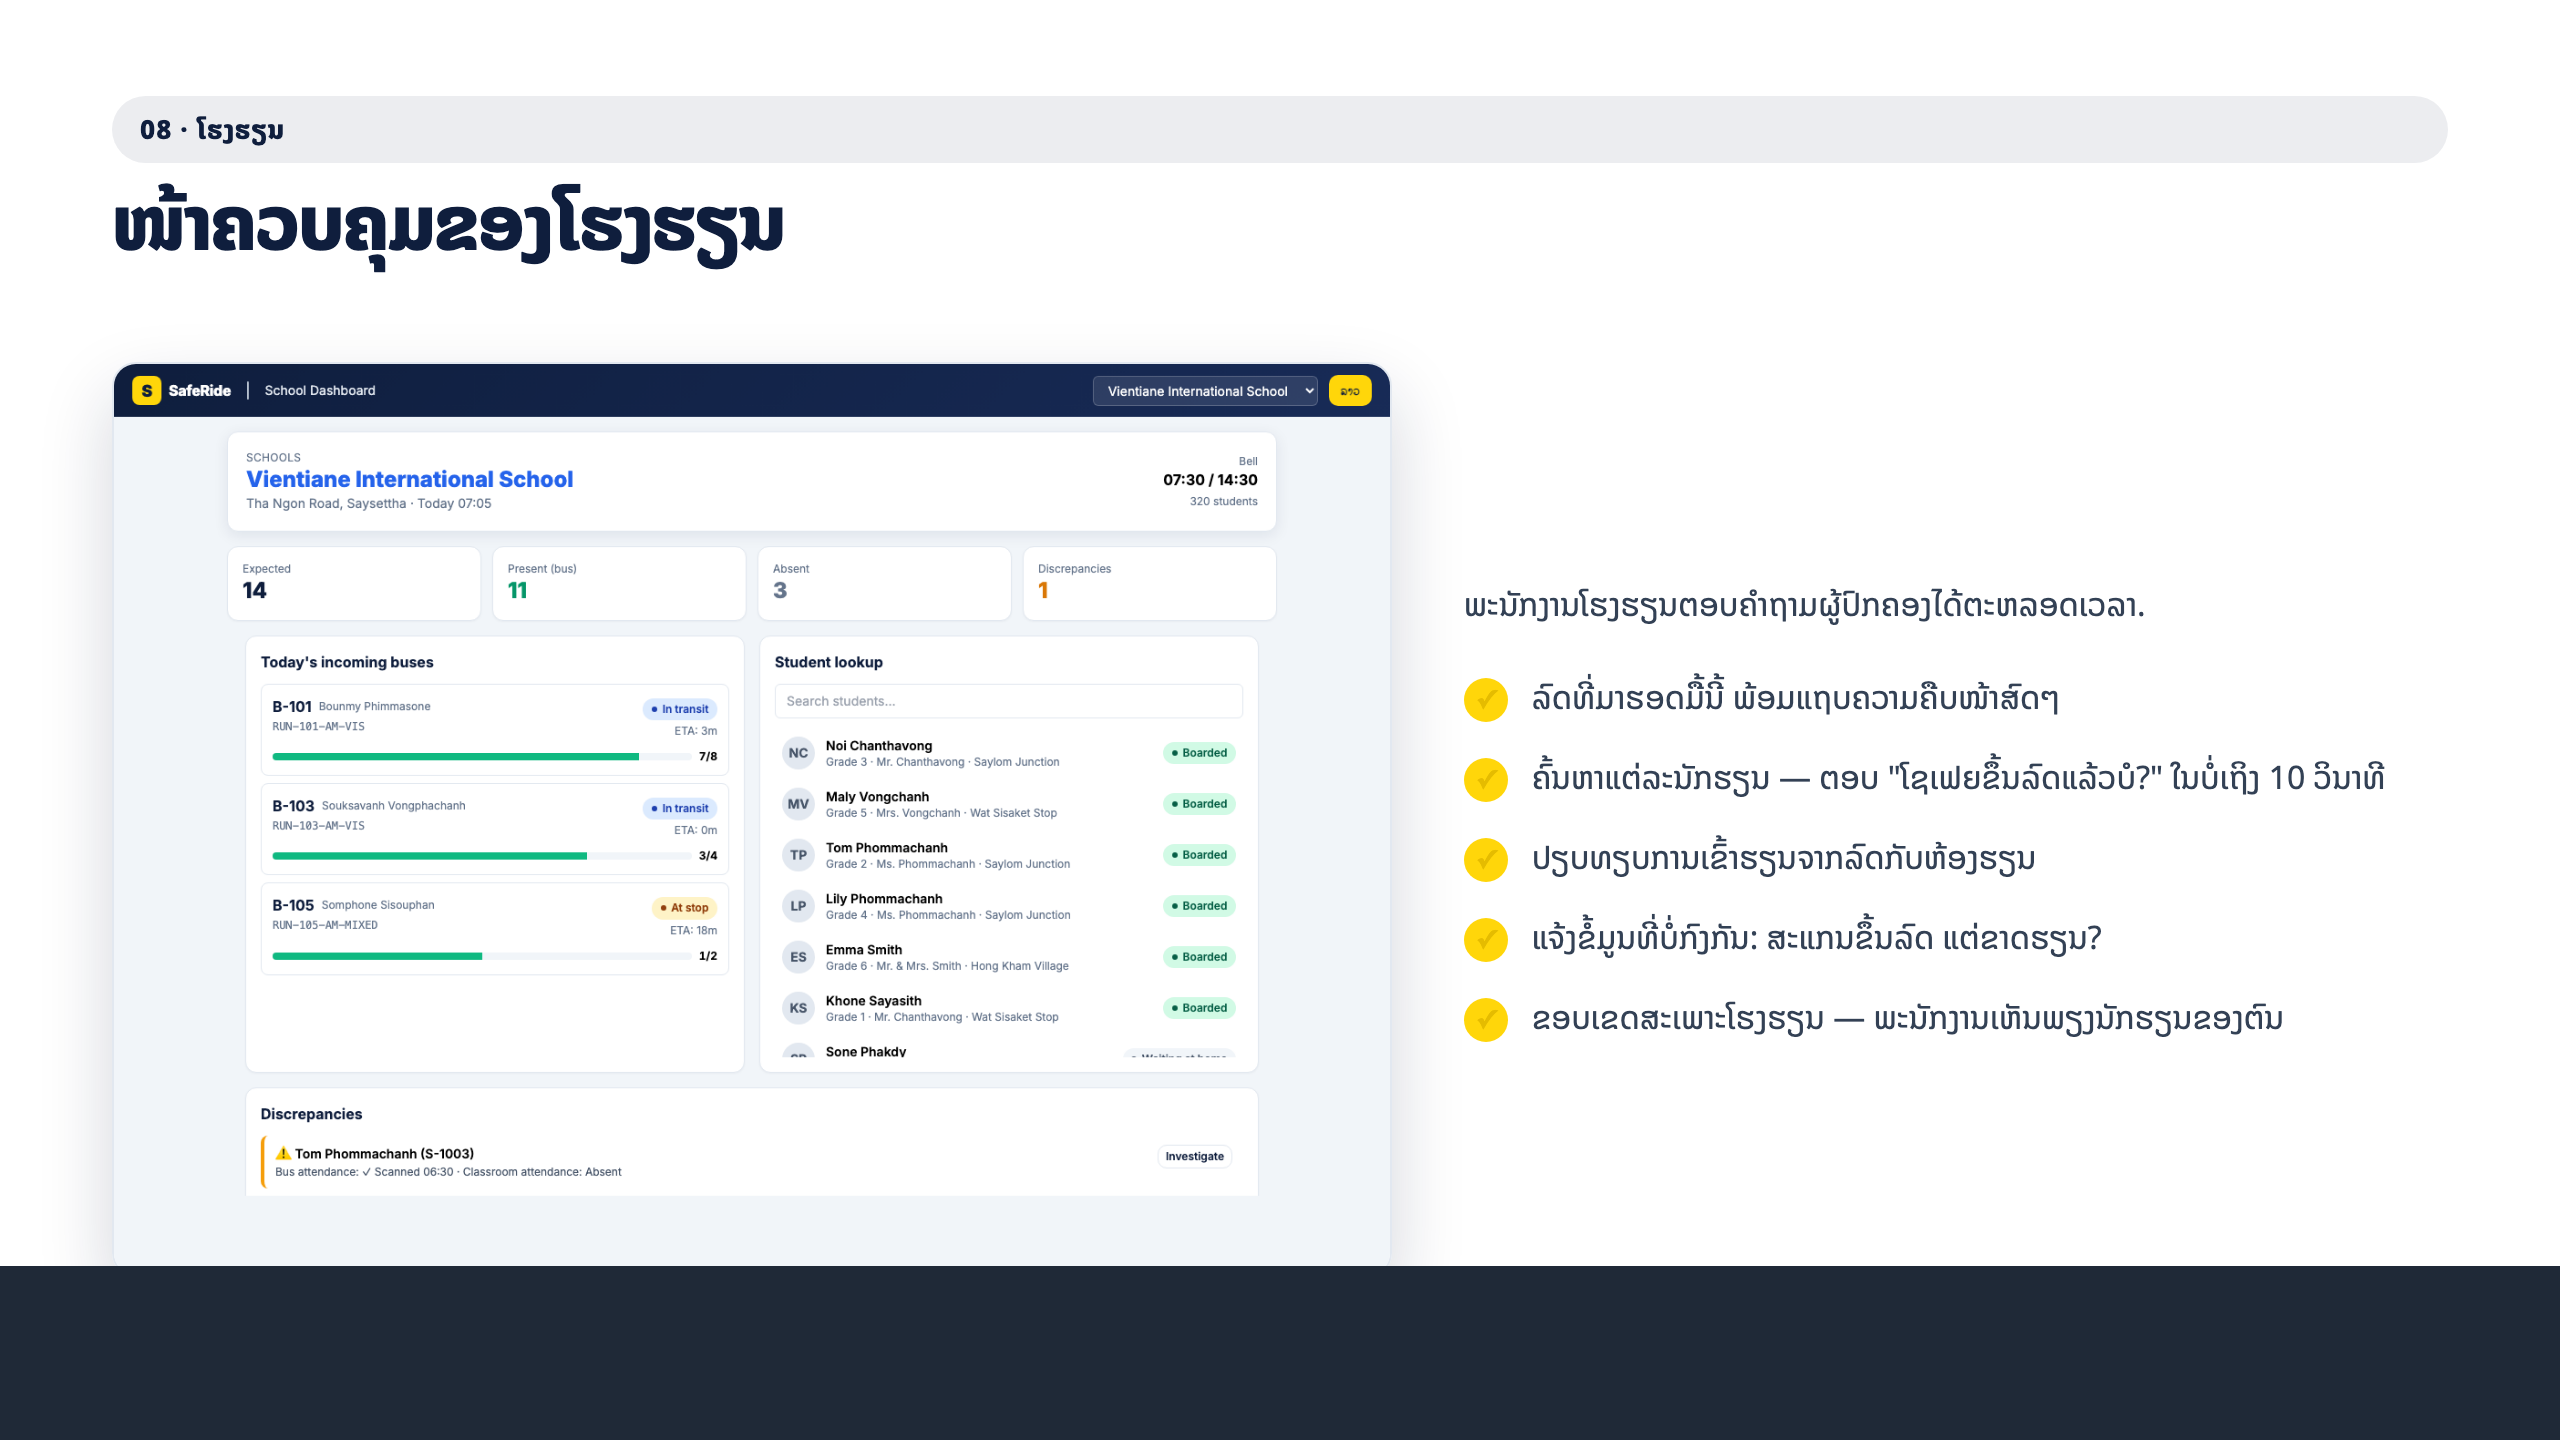 08 · ໂຮງຮຽນ
ໜ້າຄວບຄຸມຂອງໂຮງຮຽນ
S SafeRide | School Dashboard
Vientiane International School
ລາວ
SCHOOLS
Vientiane International School
Tha Ngon Road, Saysettha · Today 07:05
Bell
07:30 / 14:30
320 students
Expected
14
Present (bus)
11
Absent
3
Discrepancies
1
Today's incoming buses
B-101 Bounmy Phimmasone
In transit
RUN-101-AM-VIS
ETA: 3m
7/8
B-103 Souksavanh Vongphachanh
In transit
RUN-103-AM-VIS
ETA: 0m
3/4
B-105 Somphone Sisouphan
At stop
RUN-105-AM-MIXED
ETA: 18m
1/2
Student lookup
Search students...
NC
Noi Chanthavong
Grade 3 · Mr. Chanthavong · Saylom Junction
Boarded
MV
Maly Vongchanh
Grade 5 · Mrs. Vongchanh · Wat Sisaket Stop
Boarded
TP
Tom Phommachanh
Grade 2 · Ms. Phommachanh · Saylom Junction
Boarded
LP
Lily Phommachanh
Grade 4 · Ms. Phommachanh · Saylom Junction
Boarded
ES
Emma Smith
Grade 6 · Mr. & Mrs. Smith · Hong Kham Village
Boarded
KS
Khone Sayasith
Grade 1 · Mr. Chanthavong · Wat Sisaket Stop
Boarded
Sone Phakdy
Waiting at home
Discrepancies
⚠ Tom Phommachanh (S-1003)
Bus attendance: ✓ Scanned 06:30 · Classroom attendance: Absent
Investigate
ພະນັກງານໂຮງຮຽນຕອບຄຳຖາມຜູ້ປົກຄອງໄດ້ຕະຫລອດເວລາ.
ລົດທີ່ມາຮອດມື້ນີ້ ພ້ອມແຖບຄວາມຄືບໜ້າສົດໆ
ຄົ້ນຫາແຕ່ລະນັກຮຽນ — ຕອບ "ໂຊເຟຍຂຶ້ນລົດແລ້ວບໍ?" ໃນບໍ່ເຖິງ 10 ວິນາທີ
ປຽບທຽບການເຂົ້າຮຽນຈາກລົດກັບຫ້ອງຮຽນ
ແຈ້ງຂໍ້ມູນທີ່ບໍ່ກົງກັນ: ສະແກນຂຶ້ນລົດ ແຕ່ຂາດຮຽນ?
ຂອບເຂດສະເພາະໂຮງຮຽນ — ພະນັກງານເຫັນພຽງນັກຮຽນຂອງຕົນ